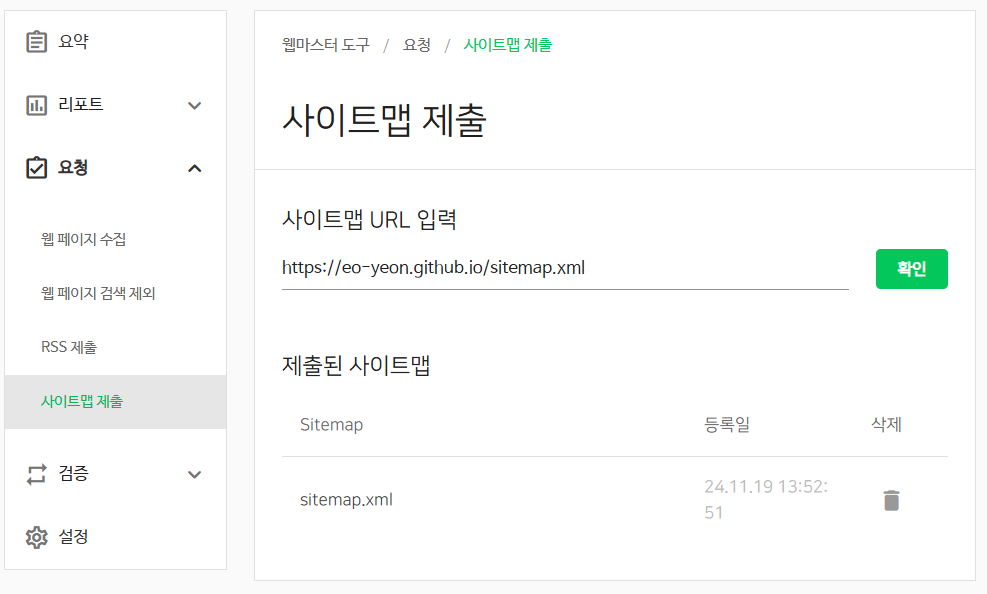 요약
리포트
요청
웹 페이지 수집
웹 페이지 검색 제외
RSS 제출
사이트맵 제출
검증
설정
웹마스터 도구 / 요청 / 사이트맵 제출
사이트맵 제출
사이트맵 URL 입력
https://eo-yeon.github.io/sitemap.xml 확인
제출된 사이트맵
Sitemap 등록일 삭제
sitemap.xml 24.11.19 13:52:
51